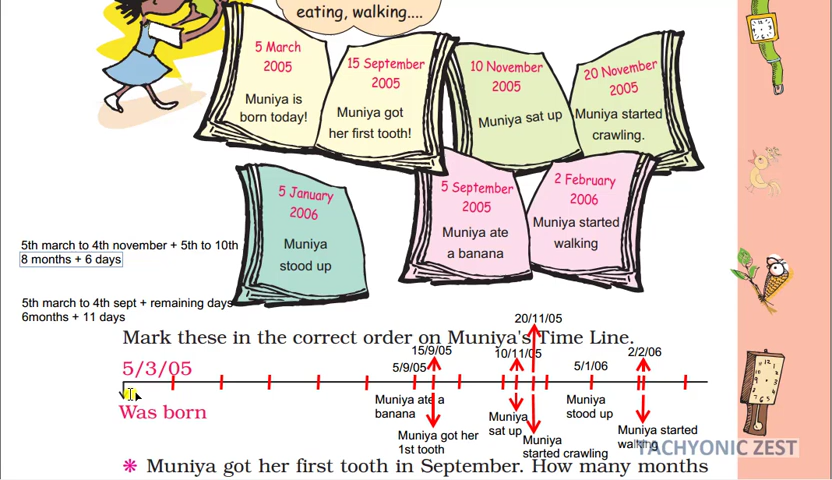 eating, walking....
5 March
2005
Muniya is
born today!
15 September
2005
Muniya got
her first tooth!
10 November
2005
Muniya sat up
20 November
2005
Muniya started
crawling.
5 January
2006
Muniya
stood up
5 September
2005
Muniya ate
a banana
2 February
2006
Muniya started
walking
5th march to 4th november + 5th to 10th
8 months + 6 days
5th march to 4th sept + remaining days
6months + 11 days
Mark these in the correct order on Muniya's Time Line.
5/3/05
Was born
5/9/05
Muniya ate a
banana
15/9/05
Muniya got her
1st tooth
10/11/05
Muniya
sat up
20/11/05
Muniya
started crawling
5/1/06
Muniya
stood up
2/2/06
Muniya started
walking
TACHYONIC ZEST
Muniya got her first tooth in September. How many months